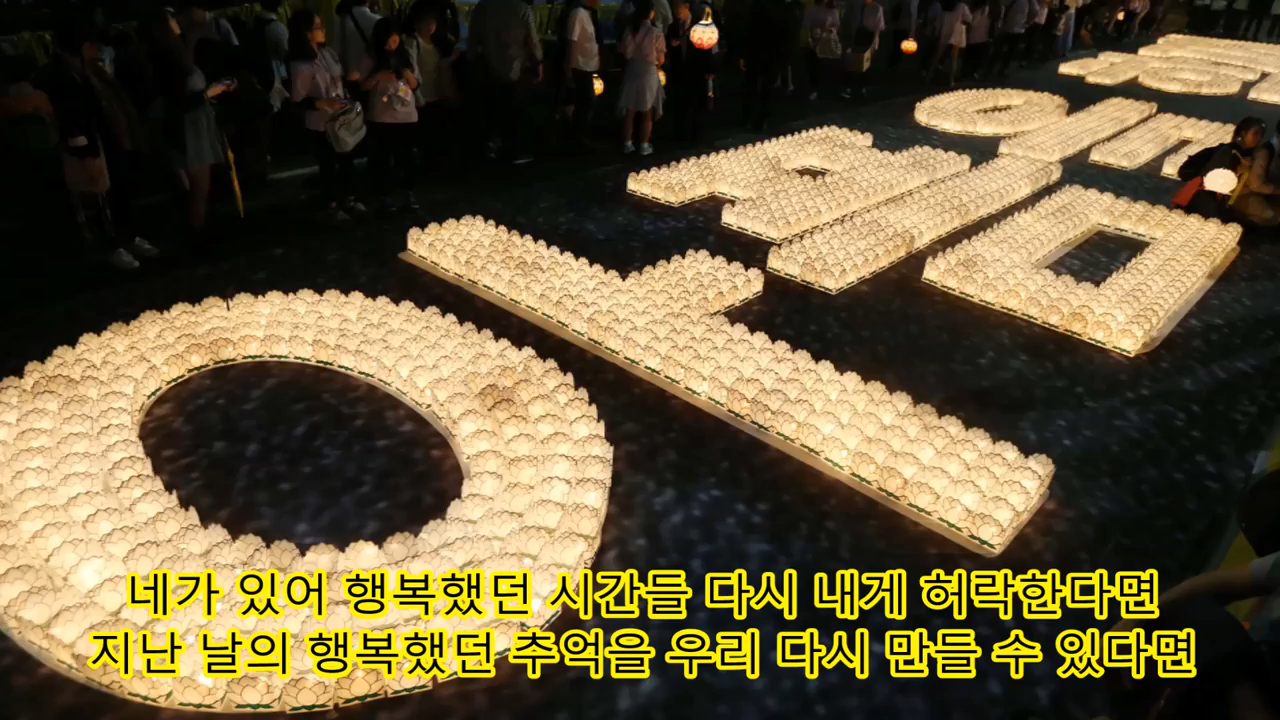 네가 있어 행복했던 시간들 다시 내게 허락한다면
지난 날의 행복했던 추억을 우리 다시 만들 수 있다면